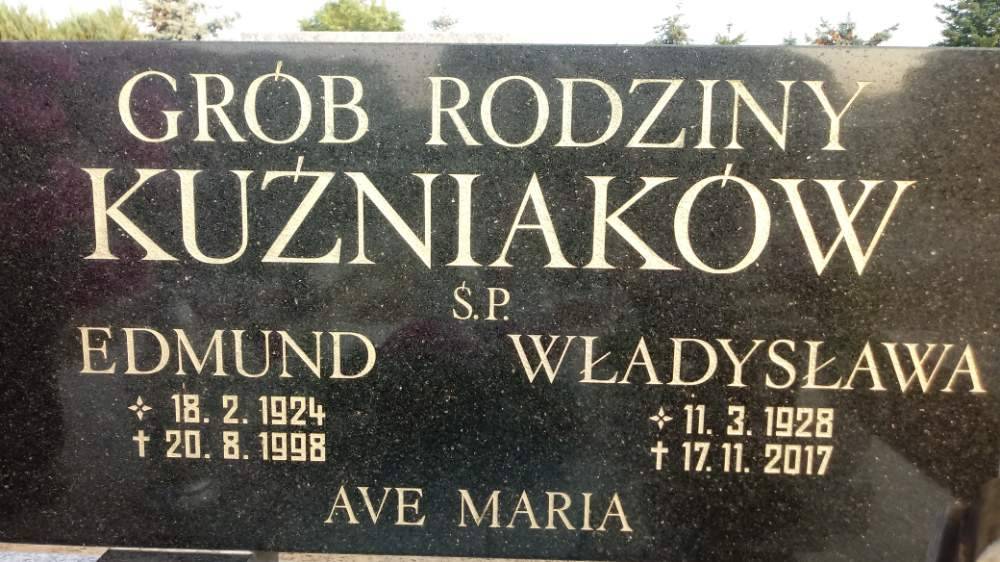 GRÓB RODZINY
KUŹNIAKÓW
Ś.P.
EDMUND
18. 2. 1924
† 20. 8. 1998
WŁADYSŁAWA
11. 3. 1928
† 17. 11. 2017
AVE MARIA